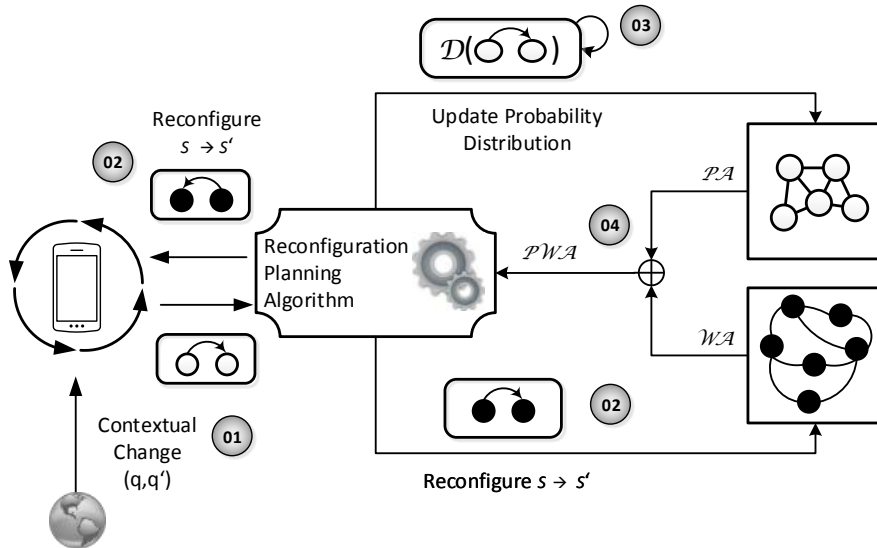 03
𝒟( )
Update Probability
Distribution
Reconfigure
S → S‘
02
𝒫𝒜
04
Reconfiguration
Planning
Algorithm
𝒫𝒲𝒜
𝒲𝒜
02
Contextual
Change
(q,q‘)
01
Reconfigure S → S‘